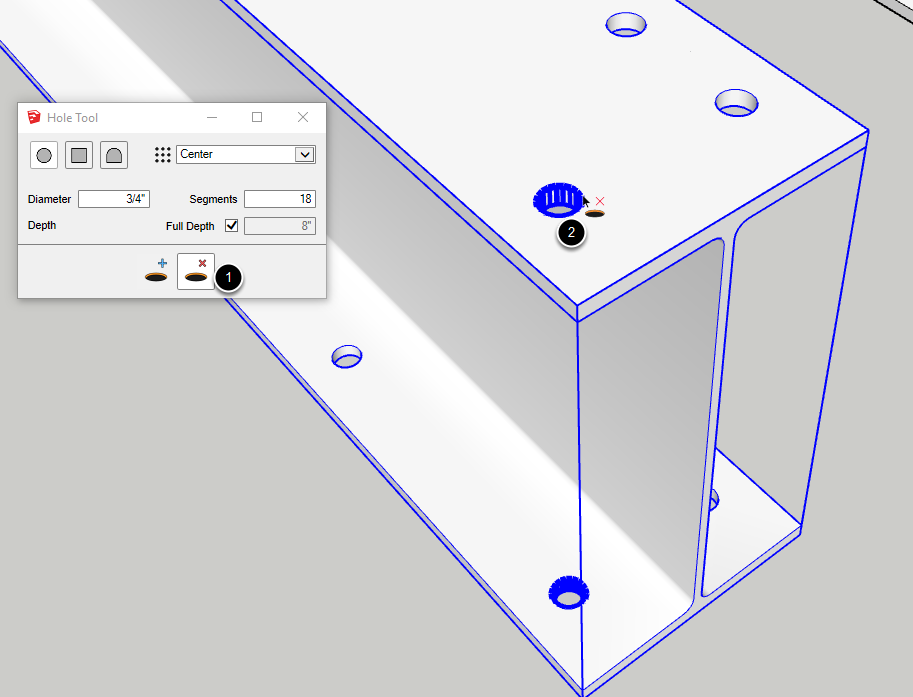 Hole Tool
Center
Diameter 3/4" Segments 18
Depth Full Depth 8"
1
2